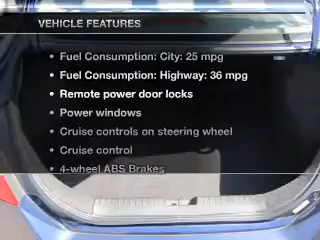 VEHICLE FEATURES
• Fuel Consumption: City: 25 mpg
• Fuel Consumption: Highway: 36 mpg
• Remote power door locks
• Power windows
• Cruise controls on steering wheel
• Cruise control
• 4-wheel ABS Brakes